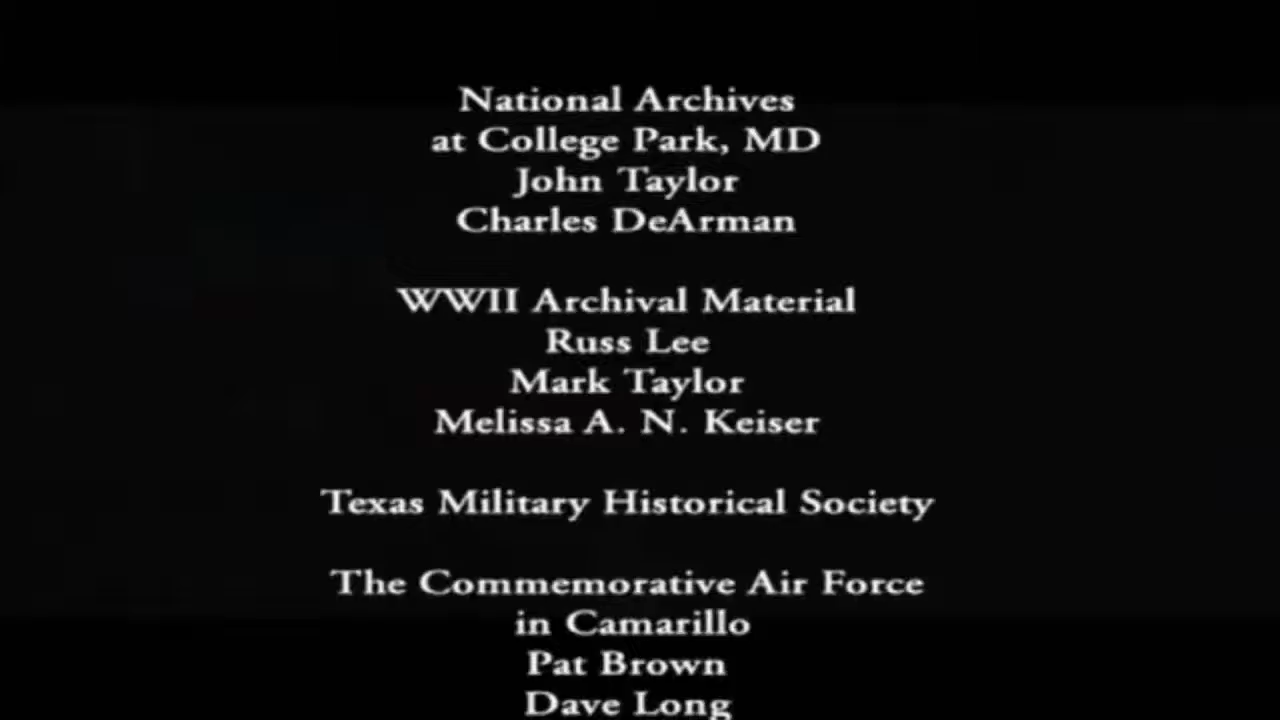 National Archives
at College Park, MD
John Taylor
Charles DeArman
WWII Archival Material
Russ Lee
Mark Taylor
Melissa A. N. Keiser
Texas Military Historical Society
The Commemorative Air Force
in Camarillo
Pat Brown
Dave Long